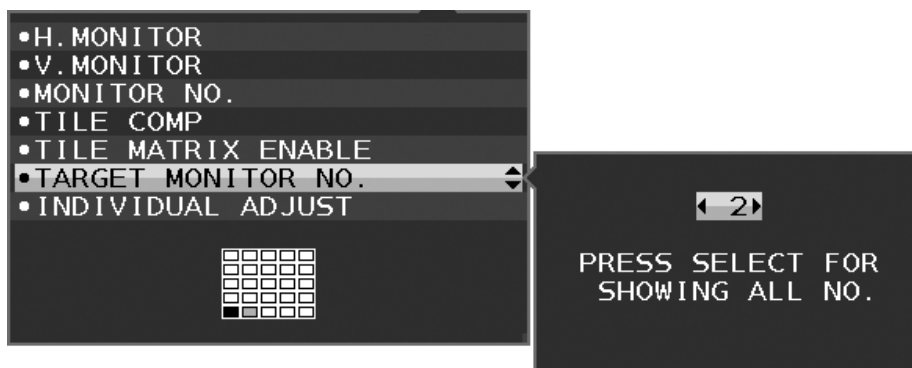 •H.MONITOR
•V.MONITOR
•MONITOR NO.
•TILE COMP
•TILE MATRIX ENABLE
•TARGET MONITOR NO.
•INDIVIDUAL ADJUST
2
PRESS SELECT FOR
SHOWING ALL NO.